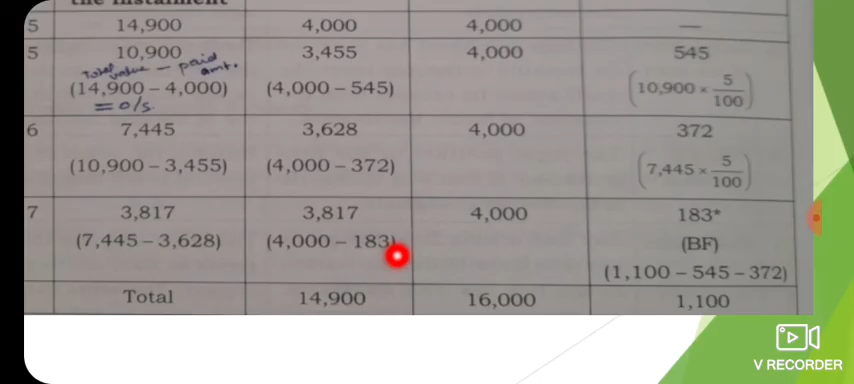 the instalment
5 14,900 4,000 4,000 —
5 10,900 3,455 4,000 545
Total value – paid amt.
(14,900 – 4,000) (4,000 – 545) (10,900 × 5/100)
= o/s.
6 7,445 3,628 4,000 372
(10,900 – 3,455) (4,000 – 372) (7,445 × 5/100)
7 3,817 3,817 4,000 183*
(7,445 – 3,628) (4,000 – 183) (BF)
(1,100 – 545 – 372)
Total 14,900 16,000 1,100
V RECORDER